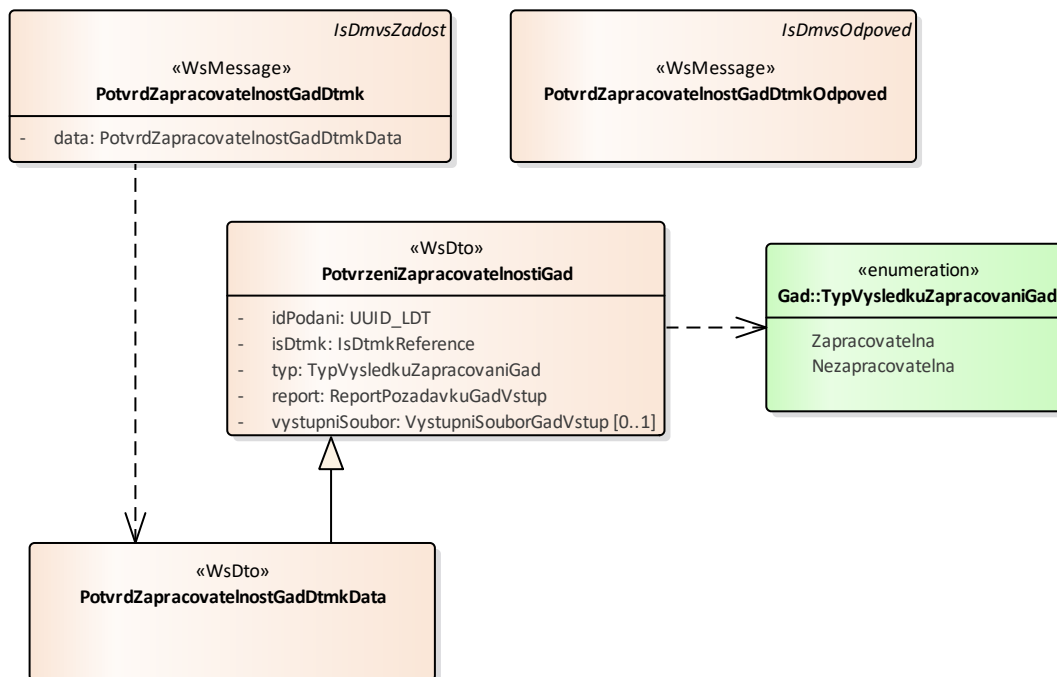 IsDmvsZadost
«WsMessage»
PotvrdZapracovatelnostGadDtmk
- data: PotvrdZapracovatelnostGadDtmkData
IsDmvsOdpoved
«WsMessage»
PotvrdZapracovatelnostGadDtmkOdpoved
«WsDto»
PotvrzeniZapracovatelnostiGad
- idPodani: UUID_LDT
- isDtmk: IsDtmkReference
- typ: TypVysledkuZapracovaniGad
- report: ReportPozadavkuGadVstup
- vystupniSoubor: VystupniSouborGadVstup [0..1]
«enumeration»
Gad::TypVysledkuZapracovaniGad
Zapracovatelna
Nezapracovatelna
«WsDto»
PotvrdZapracovatelnostGadDtmkData